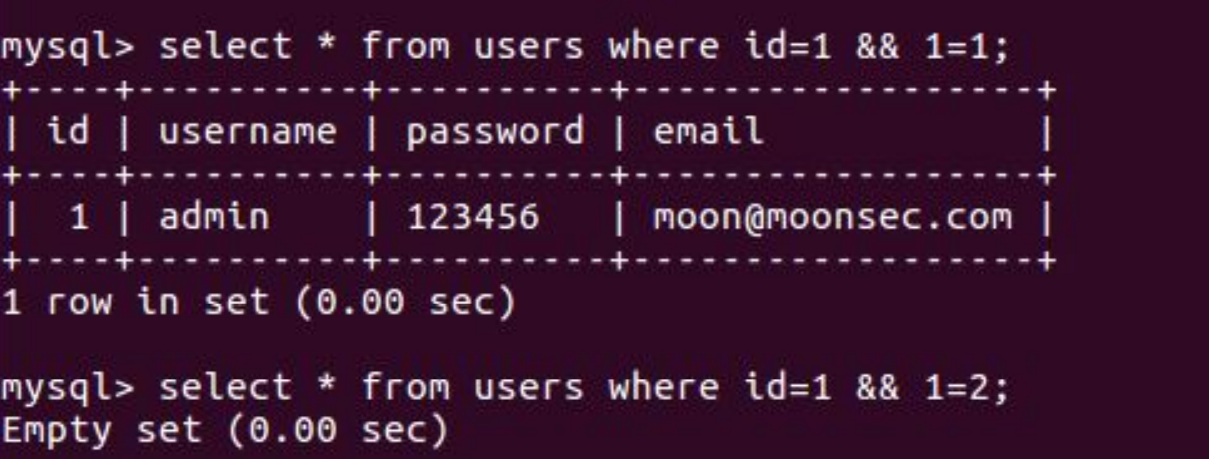 mysql> select * from users where id=1 && 1=1;
+----+----------+----------+------------------+
| id | username | password | email            |
+----+----------+----------+------------------+
|  1 | admin    | 123456   | moon@moonsec.com |
+----+----------+----------+------------------+
1 row in set (0.00 sec)
mysql> select * from users where id=1 && 1=2;
Empty set (0.00 sec)